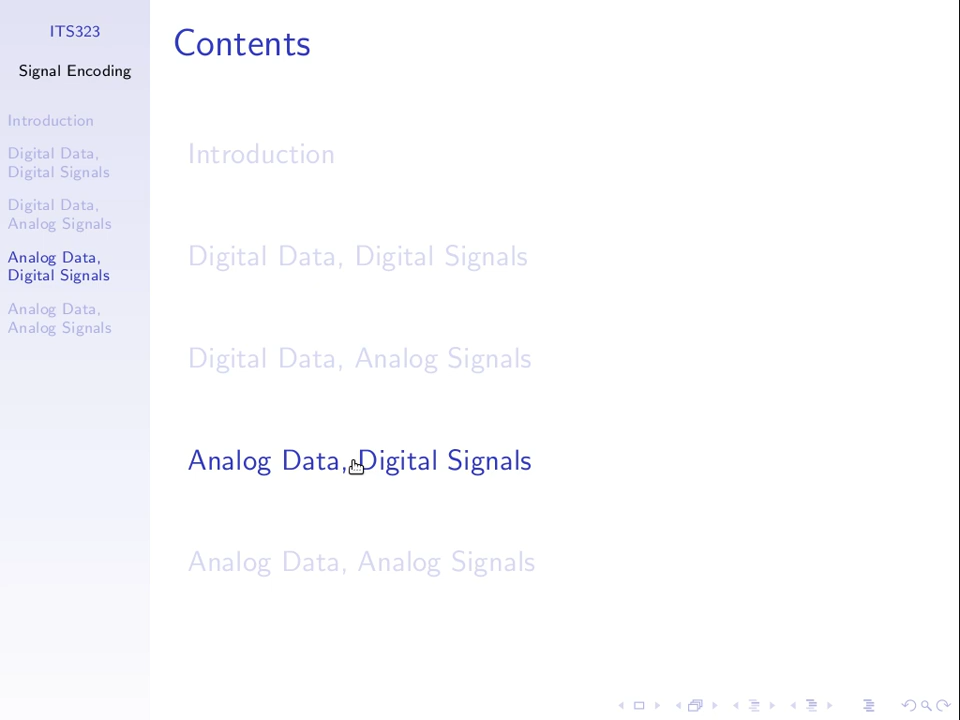 ITS323
Signal Encoding
Introduction
Digital Data,
Digital Signals
Digital Data,
Analog Signals
Analog Data,
Digital Signals
Analog Data,
Analog Signals
Contents
Introduction
Digital Data, Digital Signals
Digital Data, Analog Signals
Analog Data, Digital Signals
Analog Data, Analog Signals